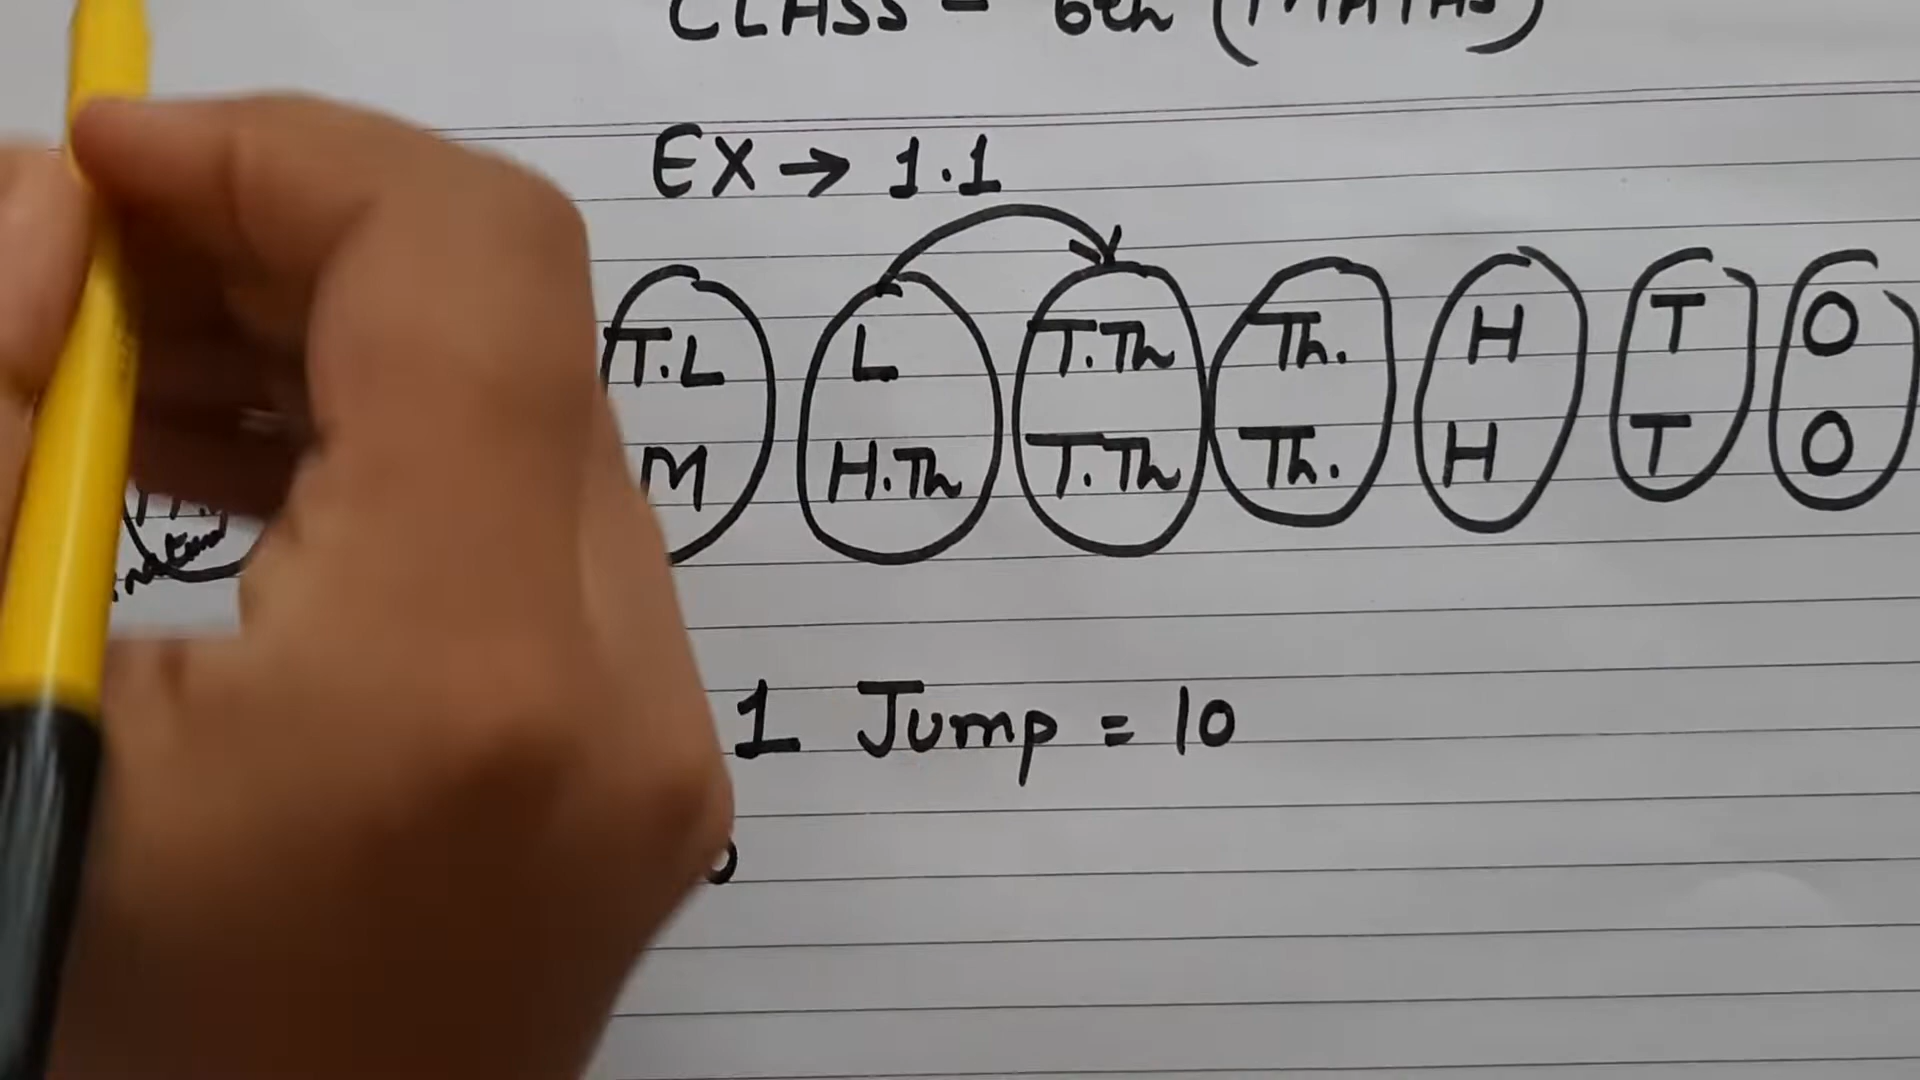 CLASS - 6th (MATHS)
EX → 1.1
T.L L T.Th Th. H T O
M H.Th T.Th Th. H T O
1 Jump = 10